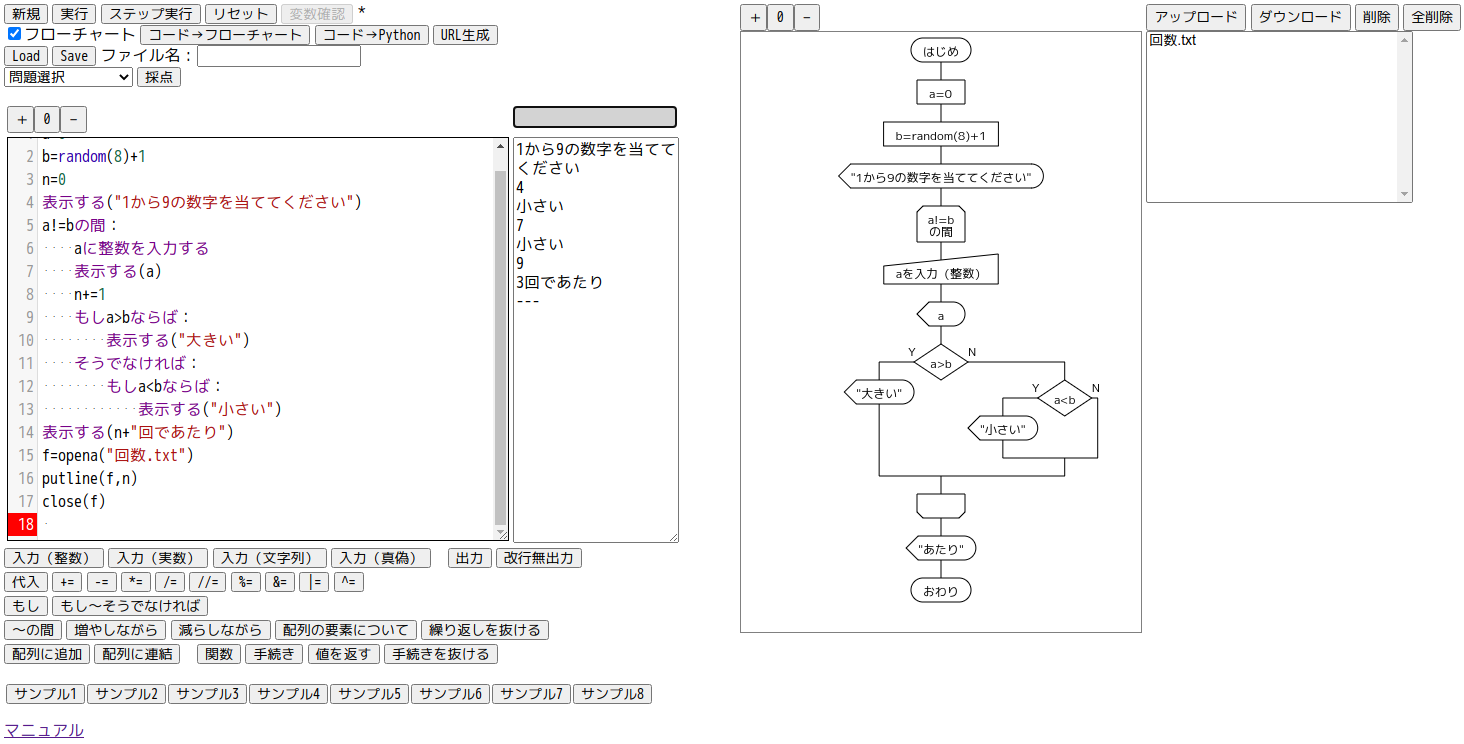 新規 実行 ステップ実行 リセット 変数確認 *
フローチャート コード→フローチャート コード→Python URL生成
Load Save ファイル名：
問題選択 採点
+ 0 -
2 b=random(8)+1
3 n=0
4 表示する("1から9の数字を当ててください")
5 a!=bの間：
6 ····aに整数を入力する
7 ····表示する(a)
8 ····n+=1
9 ····もしa>bならば：
10 ········表示する("大きい")
11 ····そうでなければ：
12 ········もしa<bならば：
13 ············表示する("小さい")
14 表示する(n+"回であたり")
15 f=opena("回数.txt")
16 putline(f,n)
17 close(f)
18 ·
1から9の数字を当てて
ください
4
小さい
7
小さい
9
3回であたり
---
入力（整数） 入力（実数） 入力（文字列） 入力（真偽） 出力 改行無出力
代入 += -= *= /= //= %= &= |= ^=
もし もし～そうでなければ
～の間 増やしながら 減らしながら 配列の要素について 繰り返しを抜ける
配列に追加 配列に連結 関数 手続き 値を返す 手続きを抜ける
サンプル1 サンプル2 サンプル3 サンプル4 サンプル5 サンプル6 サンプル7 サンプル8
マニュアル
+ 0 -
はじめ
a=0
b=random(8)+1
"1から9の数字を当ててください"
a!=b
の間
aを入力（整数）
a
Y N
a>b
"大きい"
Y N
a<b
"小さい"
"あたり"
おわり
アップロード ダウンロード 削除 全削除
回数.txt